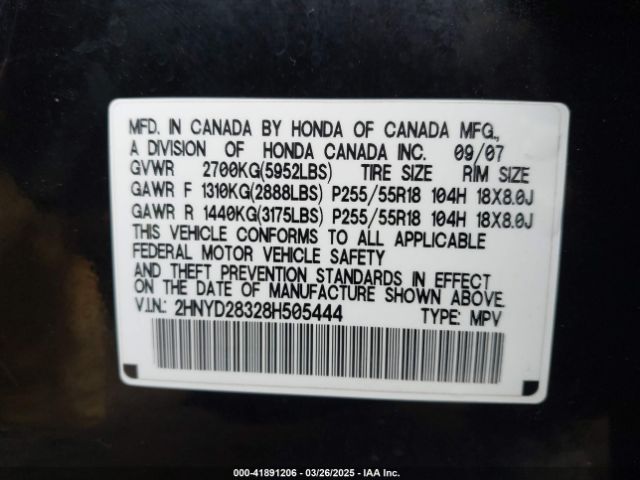 MFD. IN CANADA BY HONDA OF CANADA MFG.,
A DIVISION OF HONDA CANADA INC. 09/07
GVWR 2700KG(5952LBS) TIRE SIZE RIM SIZE
GAWR F 1310KG(2888LBS) P255/55R18 104H 18X8.0J
GAWR R 1440KG(3175LBS) P255/55R18 104H 18X8.0J
THIS VEHICLE CONFORMS TO ALL APPLICABLE
FEDERAL MOTOR VEHICLE SAFETY
AND THEFT PREVENTION STANDARDS IN EFFECT
ON THE DATE OF MANUFACTURE SHOWN ABOVE.
V.I.N.: 2HNYD28328H505444 TYPE: MPV
000-41891206 - 03/26/2025 - IAAI.COM